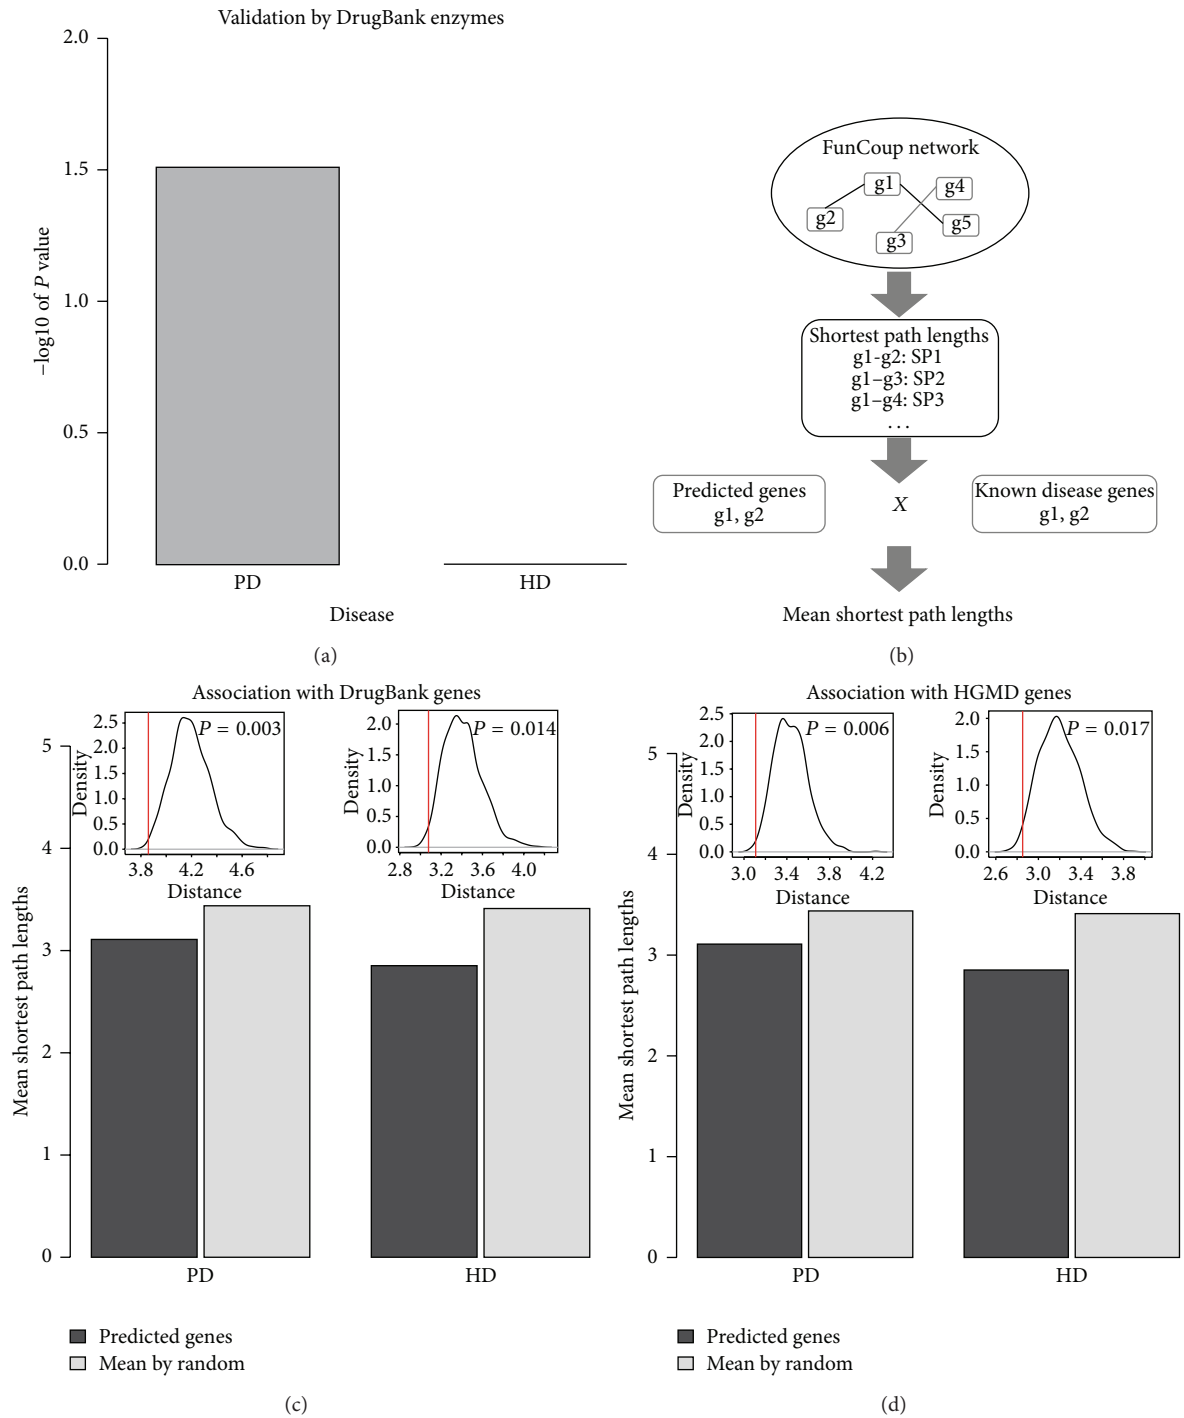 Validation by DrugBank enzymes
2.0
1.5
1.0
0.5
0.0
−log10 of P value
PD
HD
Disease
(a)
FunCoup network
g1
g4
g2
g5
g3
Shortest path lengths
g1-g2: SP1
g1–g3: SP2
g1–g4: SP3
...
Predicted genes
g1, g2
X
Known disease genes
g1, g2
Mean shortest path lengths
(b)
Association with DrugBank genes
5
4
3
2
1
0
Mean shortest path lengths
2.5
2.0
1.5
1.0
0.5
0.0
Density
P = 0.003
3.8 4.2 4.6
Distance
2.0
1.5
1.0
0.5
0.0
Density
P = 0.014
2.8 3.2 3.6 4.0
Distance
PD
HD
Predicted genes
Mean by random
(c)
Association with HGMD genes
5
4
3
2
1
0
Mean shortest path lengths
2.5
2.0
1.5
1.0
0.5
0.0
Density
P = 0.006
3.0 3.4 3.8 4.2
Distance
2.0
1.5
1.0
0.5
0.0
Density
P = 0.017
2.6 3.0 3.4 3.8
Distance
PD
HD
Predicted genes
Mean by random
(d)